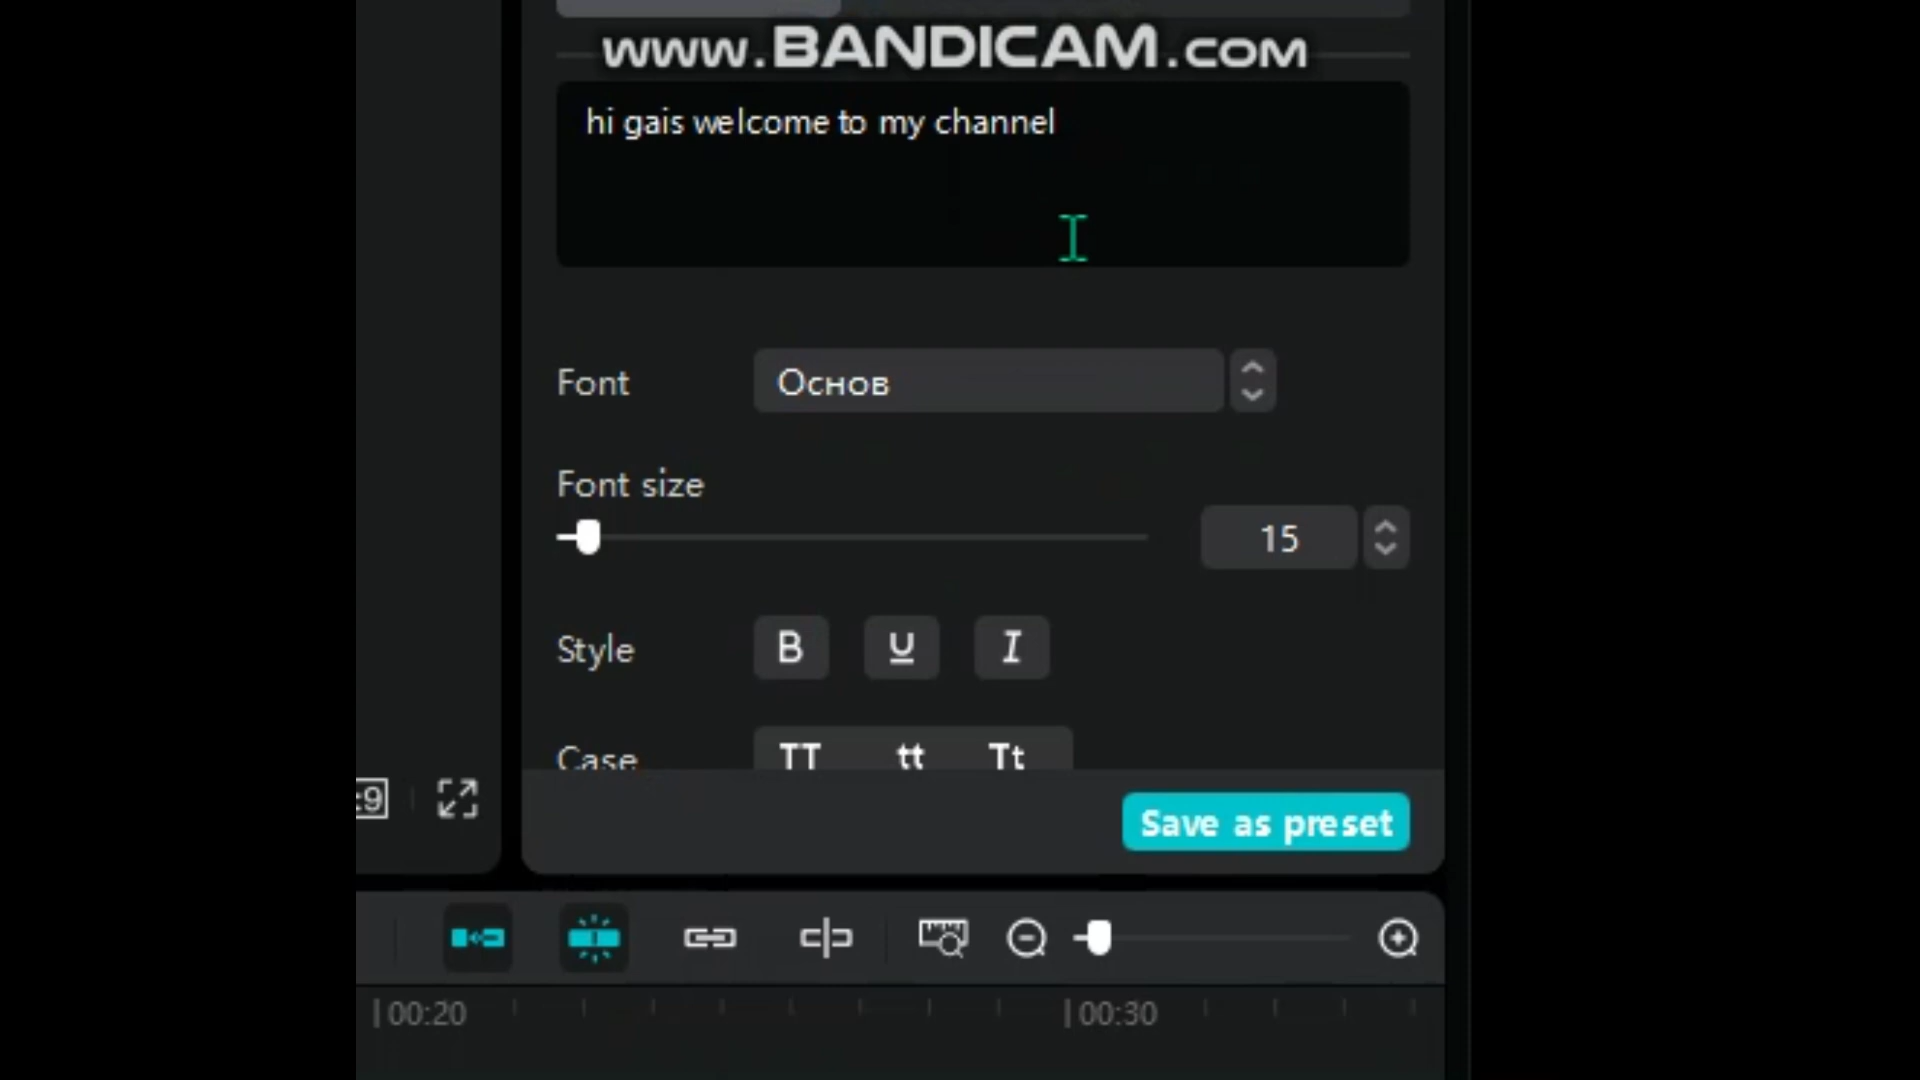 www.BANDICAM.com
hi gais welcome to my channel
Font
Основ
Font size
15
Style
B U I
Case
TT tt Tt
:9
Save as preset
00:20
00:30